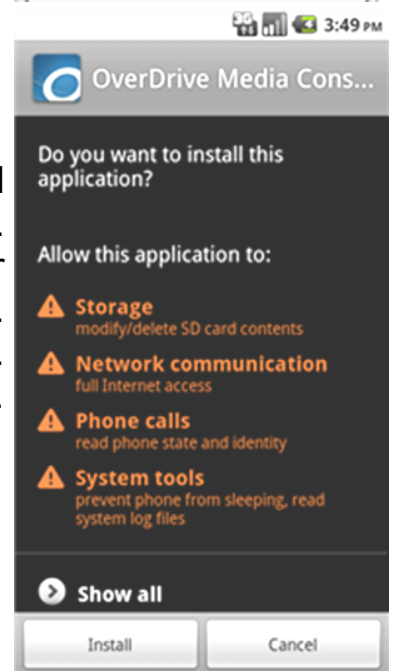 3:49 PM
OverDrive Media Cons...
Do you want to install this
application?
Allow this application to:
Storage
modify/delete SD card contents
Network communication
full Internet access
Phone calls
read phone state and identity
System tools
prevent phone from sleeping, read
system log files
Show all
Install
Cancel